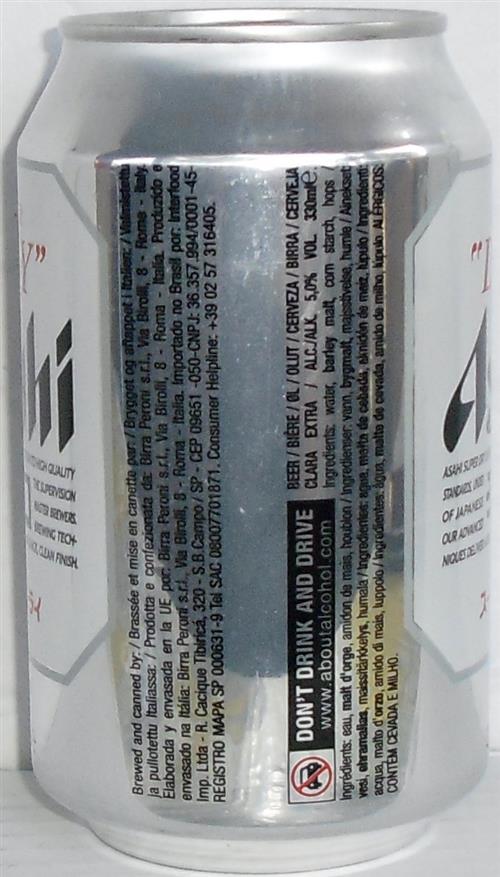 Brewed and canned by: / Brassée et mise en canette par: / Brygget og aftappet i Italien: / Valmistettu
ja pullotettu Italiassa: / Prodotta e confezionata da: Birra Peroni s.r.l., Via Birolli, 8 - Roma - Italy.
Elaborada y envasada en la UE por: Birra Peroni s.r.l., Via Birolli, 8 - Roma - Italia. Produzido e
envasado na Itália: Birra Peroni s.r.l., Via Birolli, 8 - Roma - Italia. Importado no Brasil por: Interfood
Imp. Ltda - R. Cacique Tibiriçá, 320 - S.B.Campo / SP - CEP 09651 -050-CNPJ: 36.357.994/0001-45-
REGISTRO MAPA SP 000631-9 Tel SAC 08007701871. Consumer Helpline: +39 02 57 316405.
DON'T DRINK AND DRIVE
www.aboutalcohol.com
BEER / BIÈRE / ØL / OLUT / CERVEZA / BIRRA / CERVEJA
CLARA EXTRA / ALC./ALK. 5,0% VOL. 330ml e
Ingredients: water, barley malt, corn starch, hops /
Ingrédients: eau, malt d'orge, amidon de maïs, houblon / Ingredienser: vann, bygmalt, majsstivelse, humle / Ainekset:
vesi, ohramallas, maissitärkkelys, humala / Ingredientes: agua, malta de cebada, almidón de maíz, lúpulo / Ingredienti:
acqua, malto d'orzo, amido di mais, luppolo / Ingredientes: água, malte de cevada, amido de milho, lúpulo. ALÉRGICOS:
CONTÉM CEVADA E MILHO.
Y"
hi
HIGH QUALITY
THE SUPERVISION
MASTER BREWERS.
BREWING TECH-
CLEAN FINISH.
ASAHI SUPER
STANDARDS,
OF JAPANESE
OUR ADVANCED
NIQUES